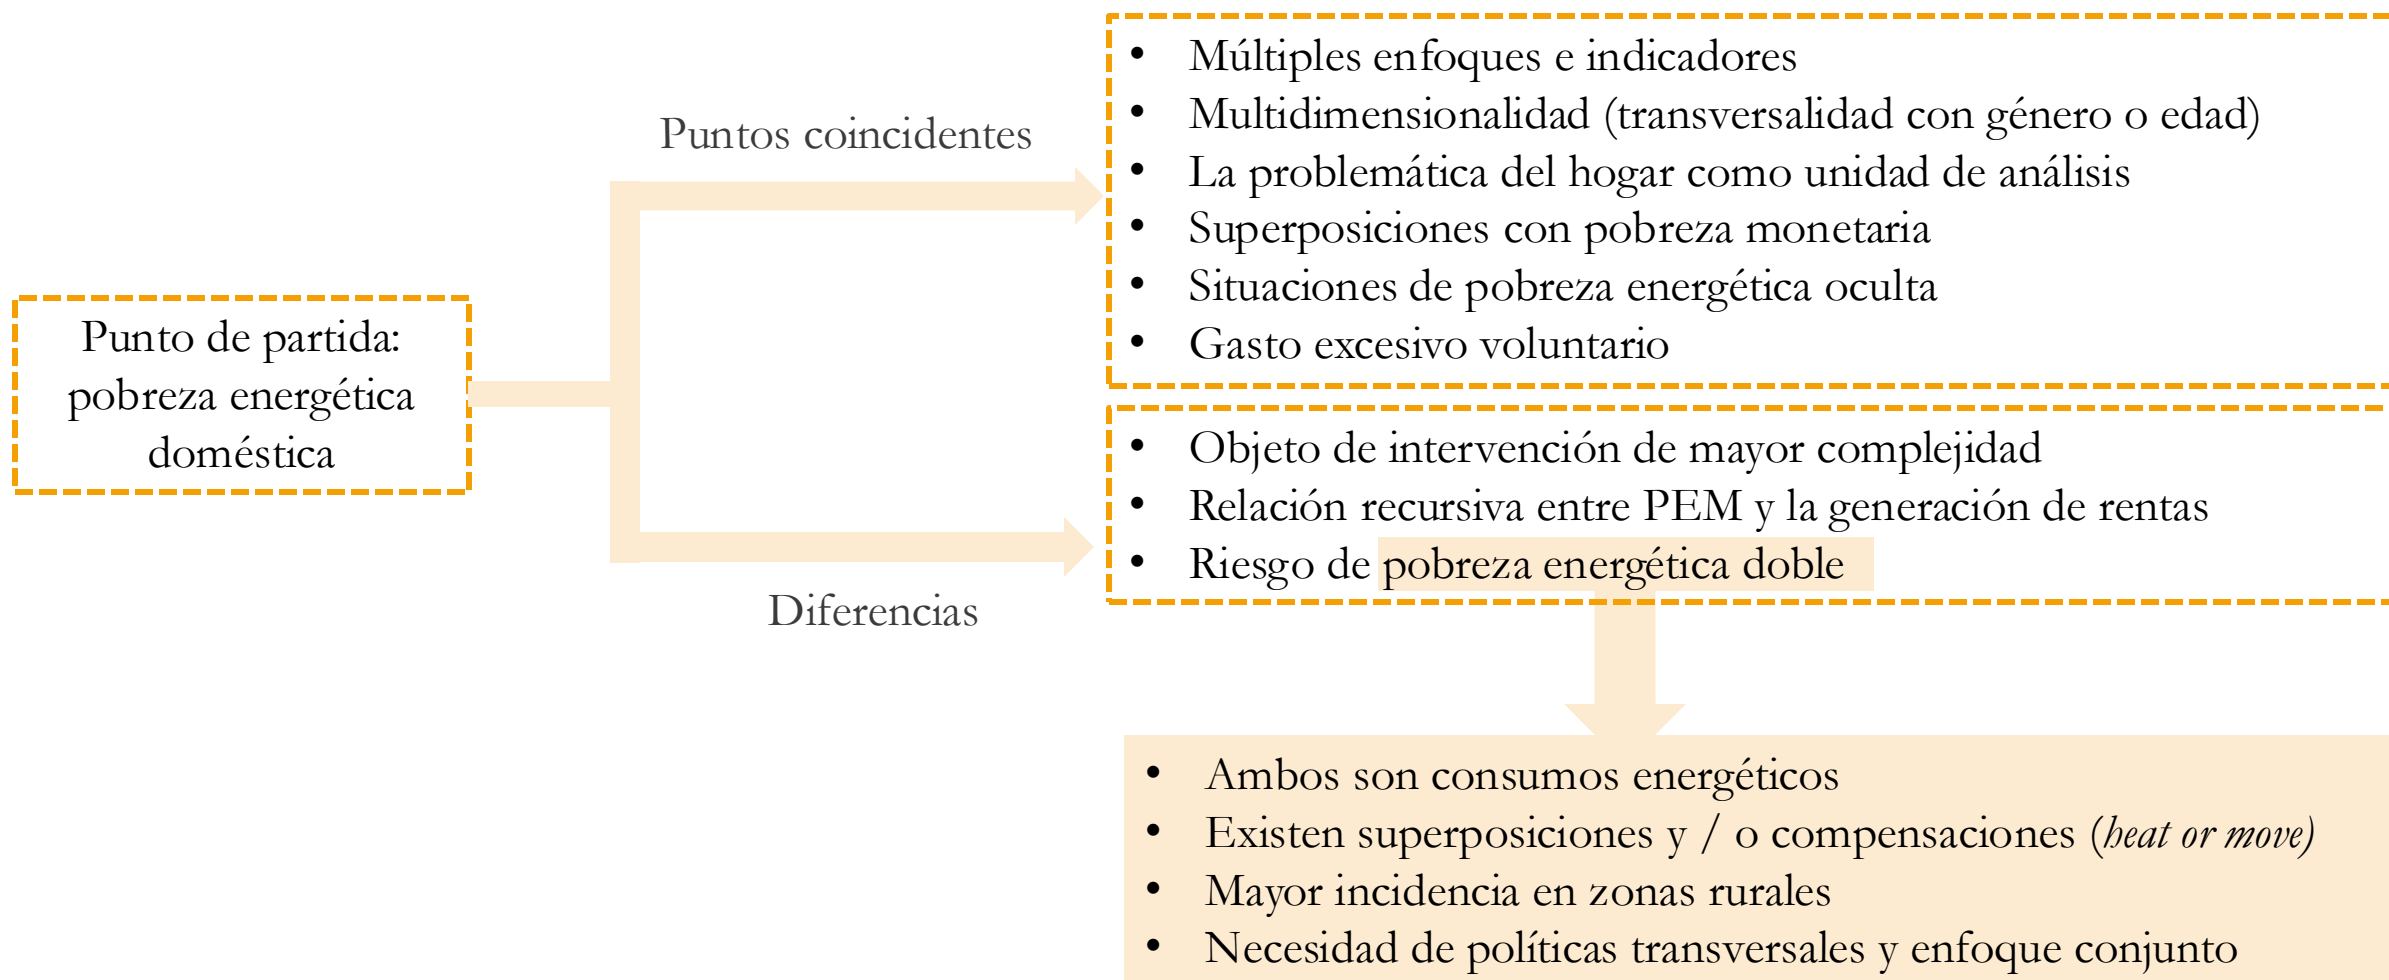 Punto de partida:
pobreza energética
doméstica
Puntos coincidentes
• Múltiples enfoques e indicadores
• Multidimensionalidad (transversalidad con género o edad)
• La problemática del hogar como unidad de análisis
• Superposiciones con pobreza monetaria
• Situaciones de pobreza energética oculta
• Gasto excesivo voluntario
Diferencias
• Objeto de intervención de mayor complejidad
• Relación recursiva entre PEM y la generación de rentas
• Riesgo de pobreza energética doble
• Ambos son consumos energéticos
• Existen superposiciones y / o compensaciones (heat or move)
• Mayor incidencia en zonas rurales
• Necesidad de políticas transversales y enfoque conjunto